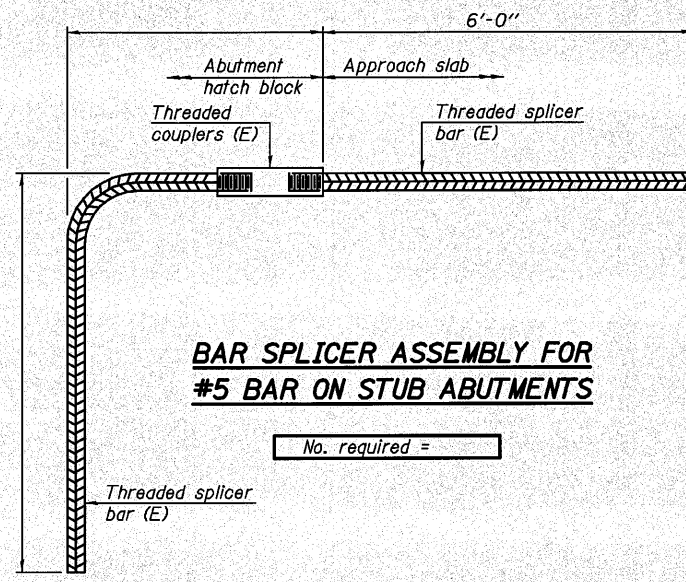 6'-0"
Abutment
hatch block
Approach slab
Threaded
couplers (E)
Threaded splicer
bar (E)
BAR SPLICER ASSEMBLY FOR
#5 BAR ON STUB ABUTMENTS
No. required =
Threaded splicer
bar (E)